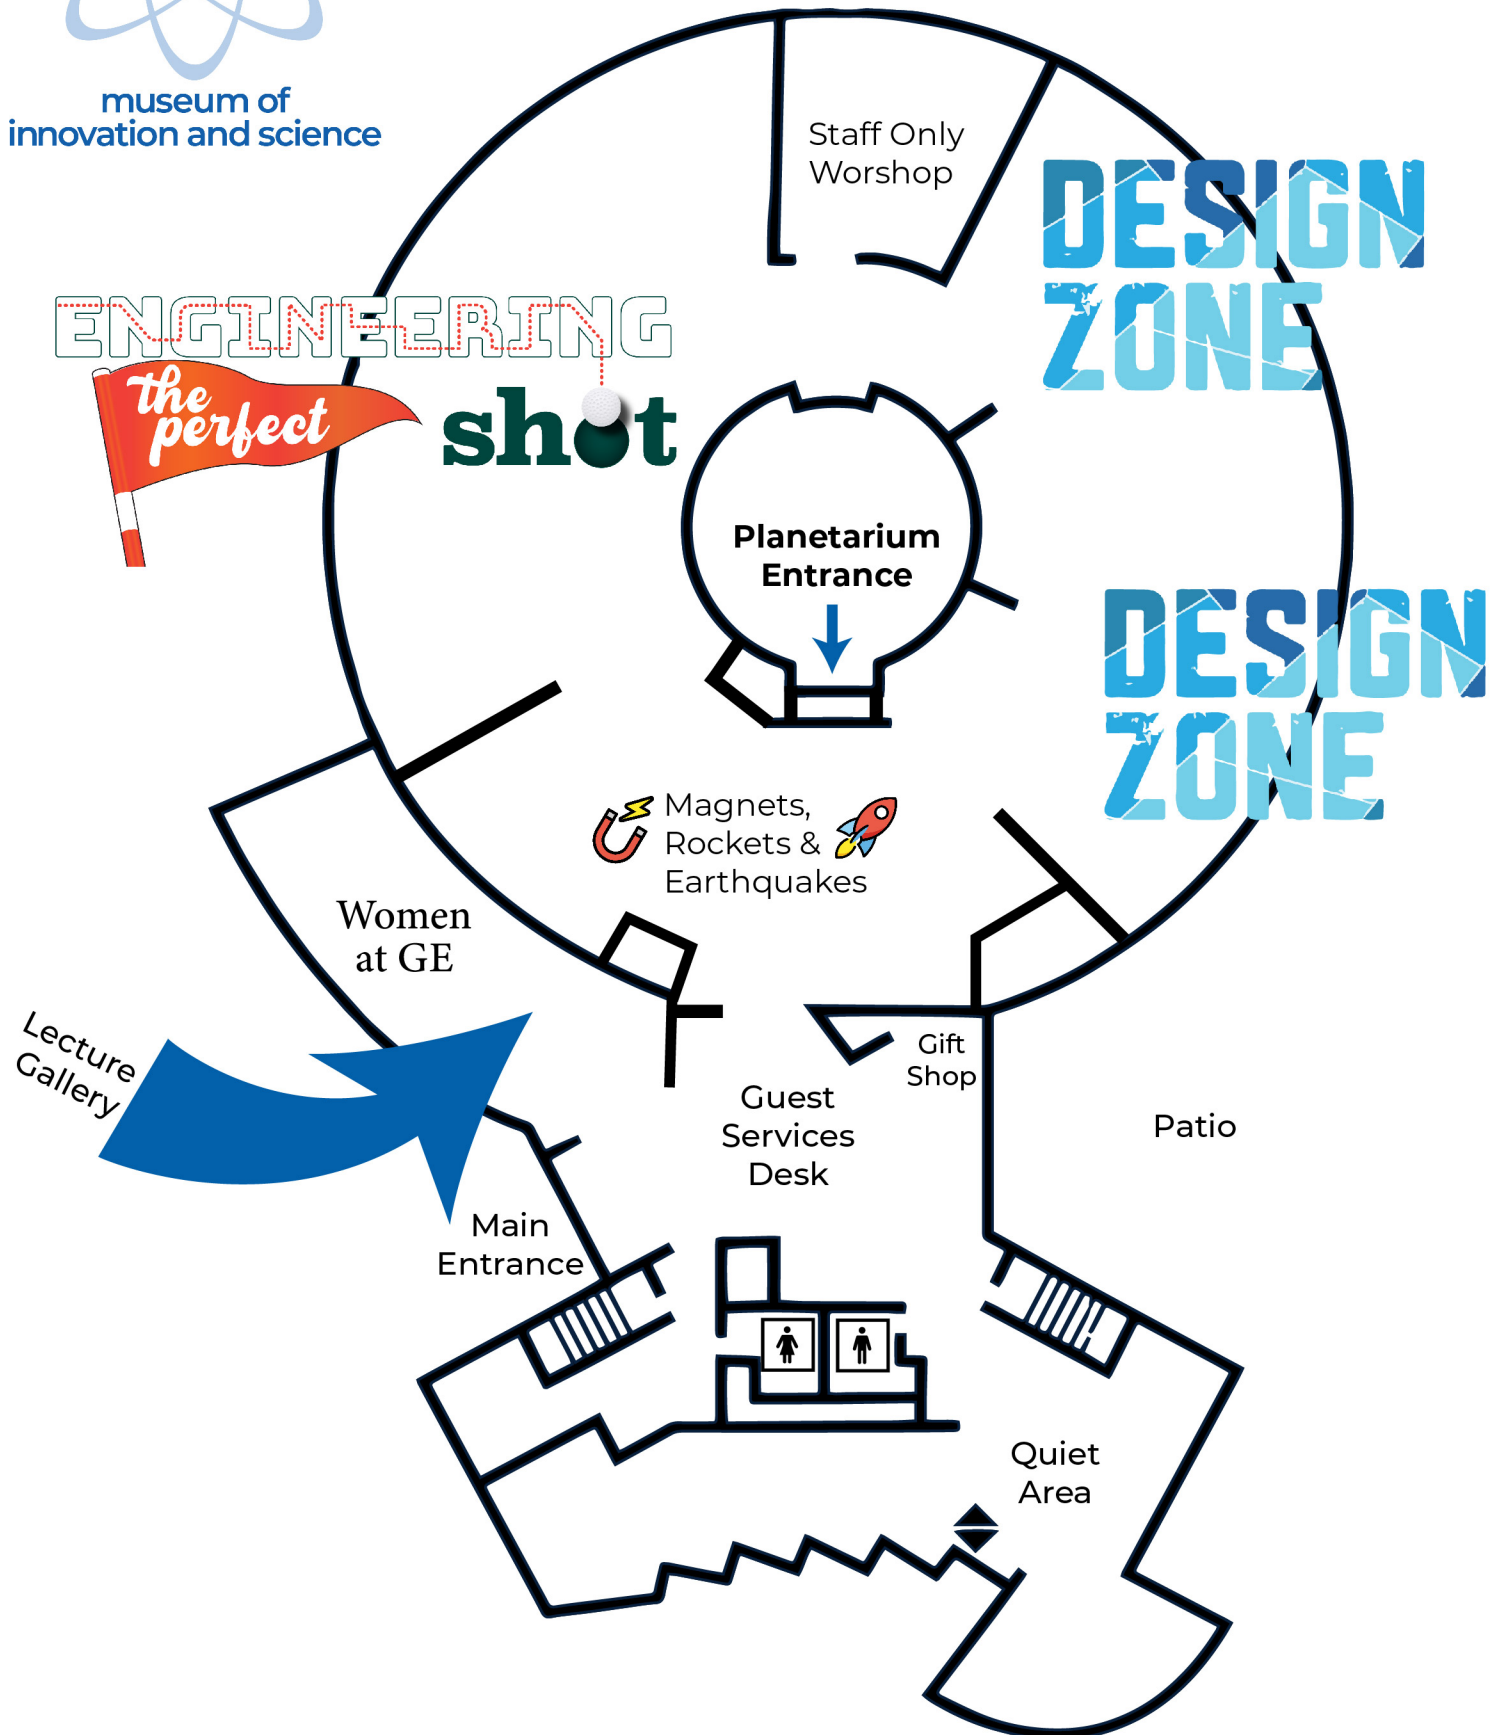 museum of
innovation and science
Staff Only
Worshop
DESIGN
ZONE
ENGINEERING
the
perfect
shot
Planetarium
Entrance
DESIGN
ZONE
Magnets,
Rockets &
Earthquakes
Women
at GE
Lecture
Gallery
Gift
Shop
Guest
Services
Desk
Patio
Main
Entrance
Quiet
Area